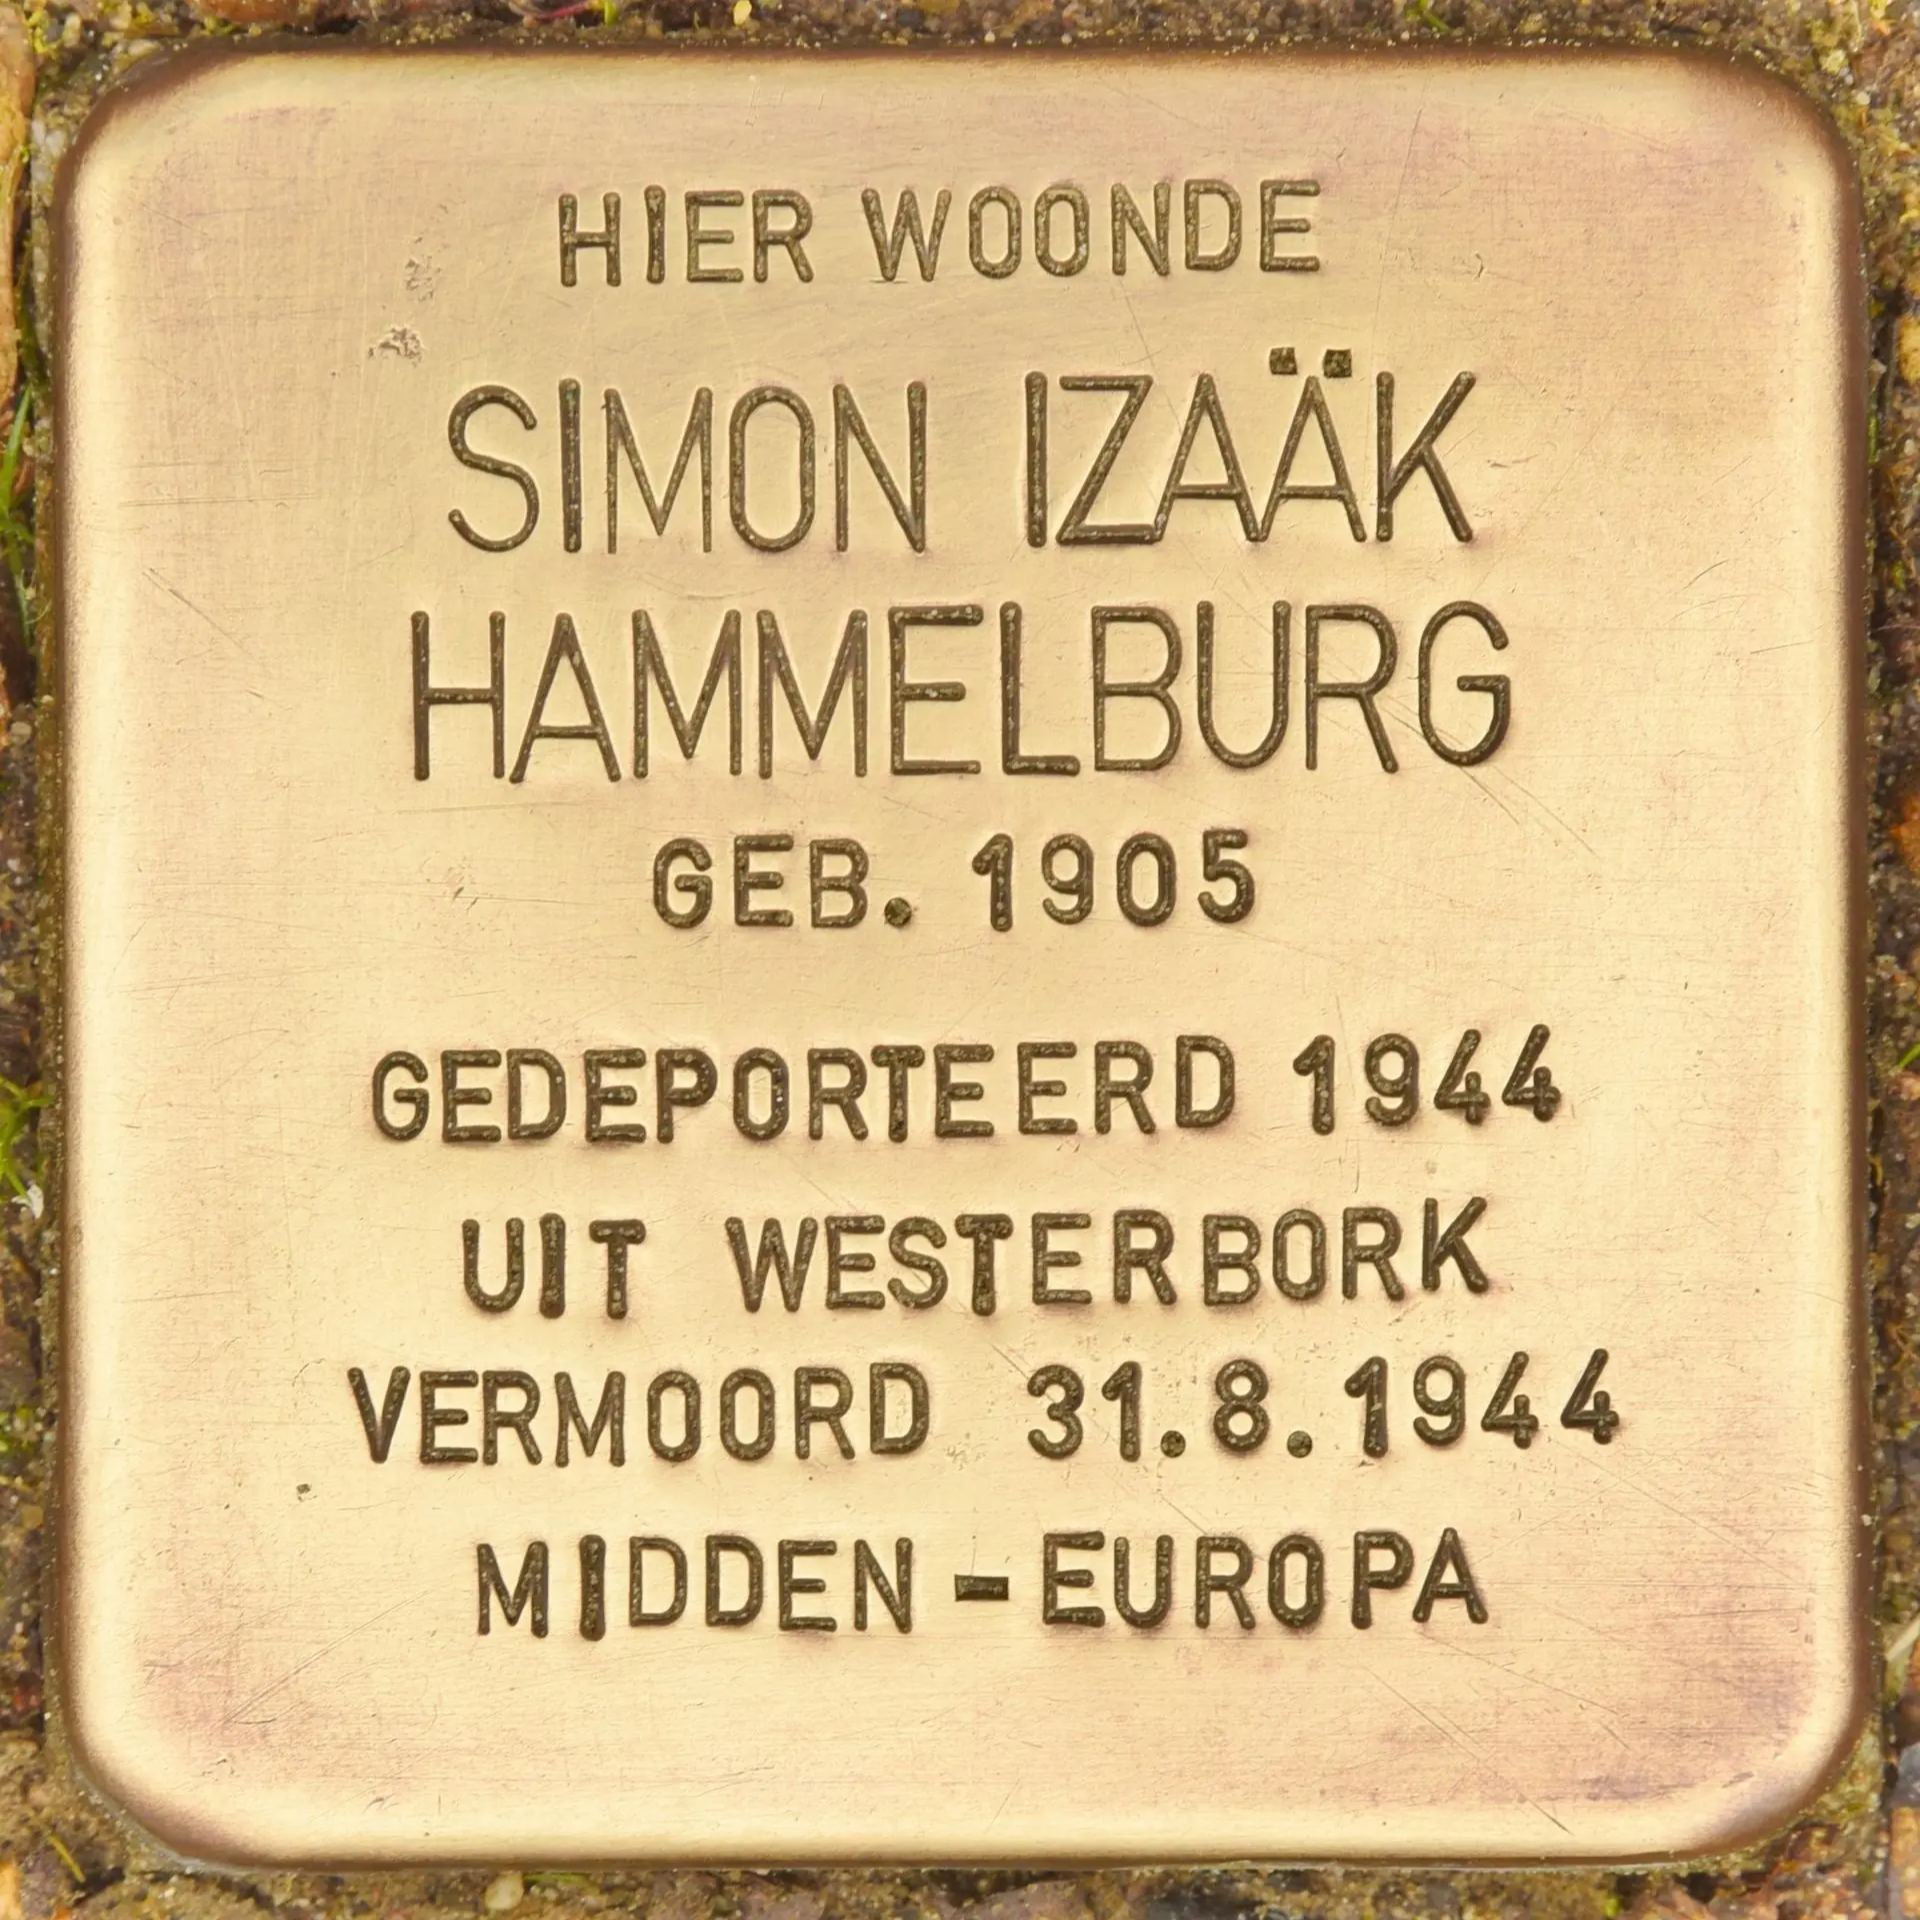 HIER WOONDE
SIMON IZAÄK
HAMMELBURG
GEB. 1905
GEDEPORTEERD 1944
UIT WESTERBORK
VERMOORD 31.8.1944
MIDDEN-EUROPA